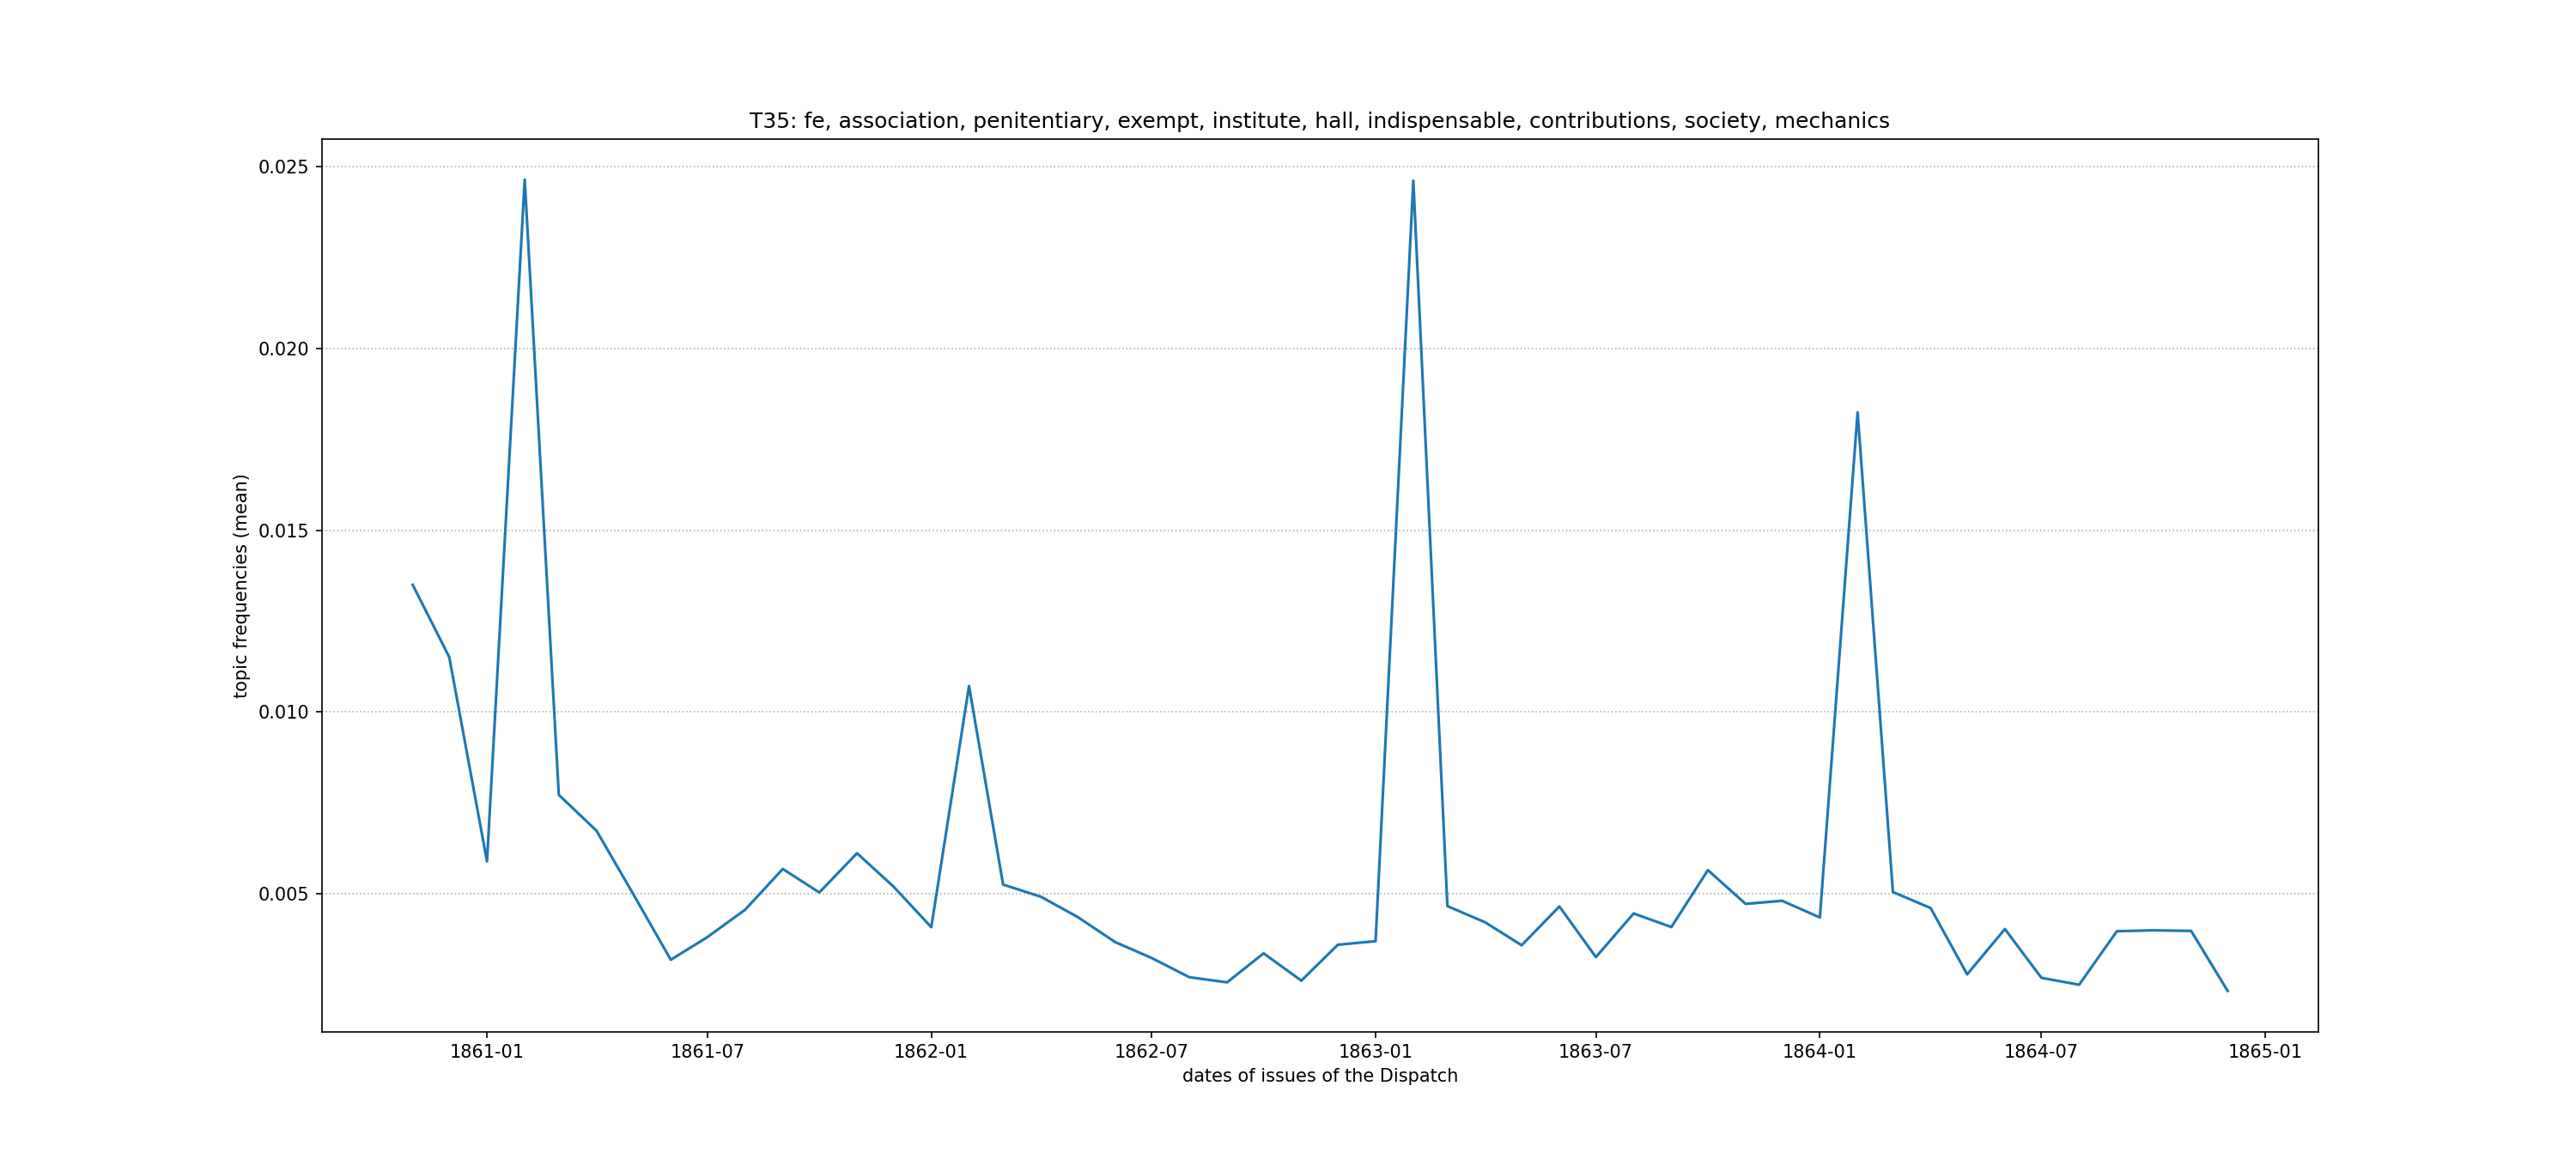 T35: fe, association, penitentiary, exempt, institute, hall, indispensable, contributions, society, mechanics
0.025
0.020
0.015
0.010
0.005
topic frequencies (mean)
1861-01 1861-07 1862-01 1862-07 1863-01 1863-07 1864-01 1864-07 1865-01
dates of issues of the Dispatch